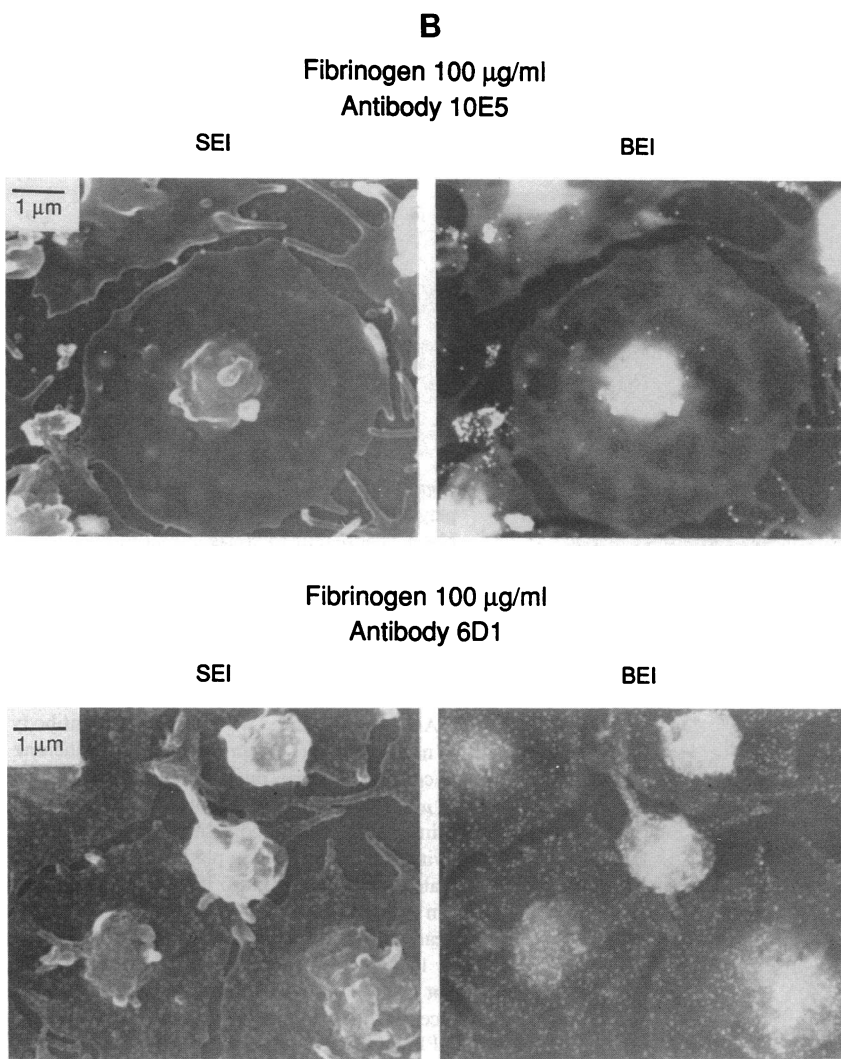 B
Fibrinogen 100 μg/ml
Antibody 10E5
SEI
BEI
1 μm
Fibrinogen 100 μg/ml
Antibody 6D1
SEI
BEI
1 μm